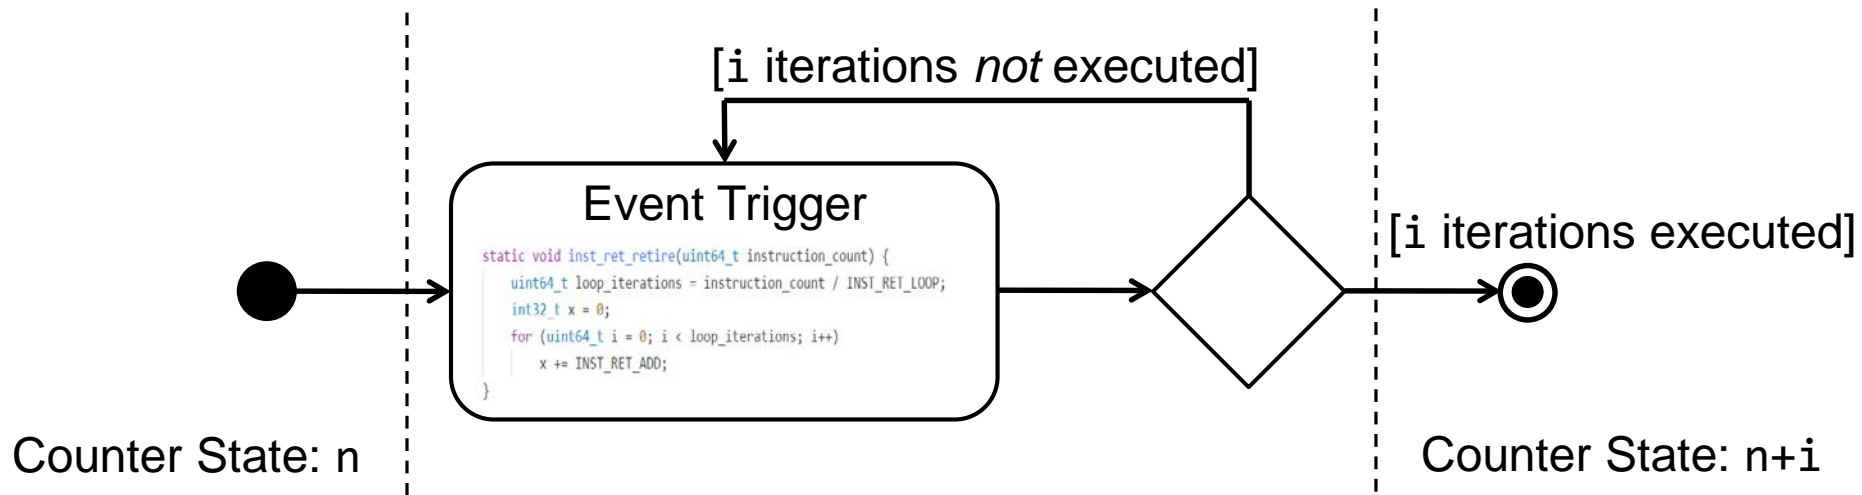 [i iterations not executed]
Event Trigger
static void inst_ret_retire(uint64_t instruction_count) {
uint64_t loop_iterations = instruction_count / INST_RET_LOOP;
int32_t x = 0;
for (uint64_t i = 0; i < loop_iterations; i++)
x += INST_RET_ADD;
}
[i iterations executed]
Counter State: n
Counter State: n+i